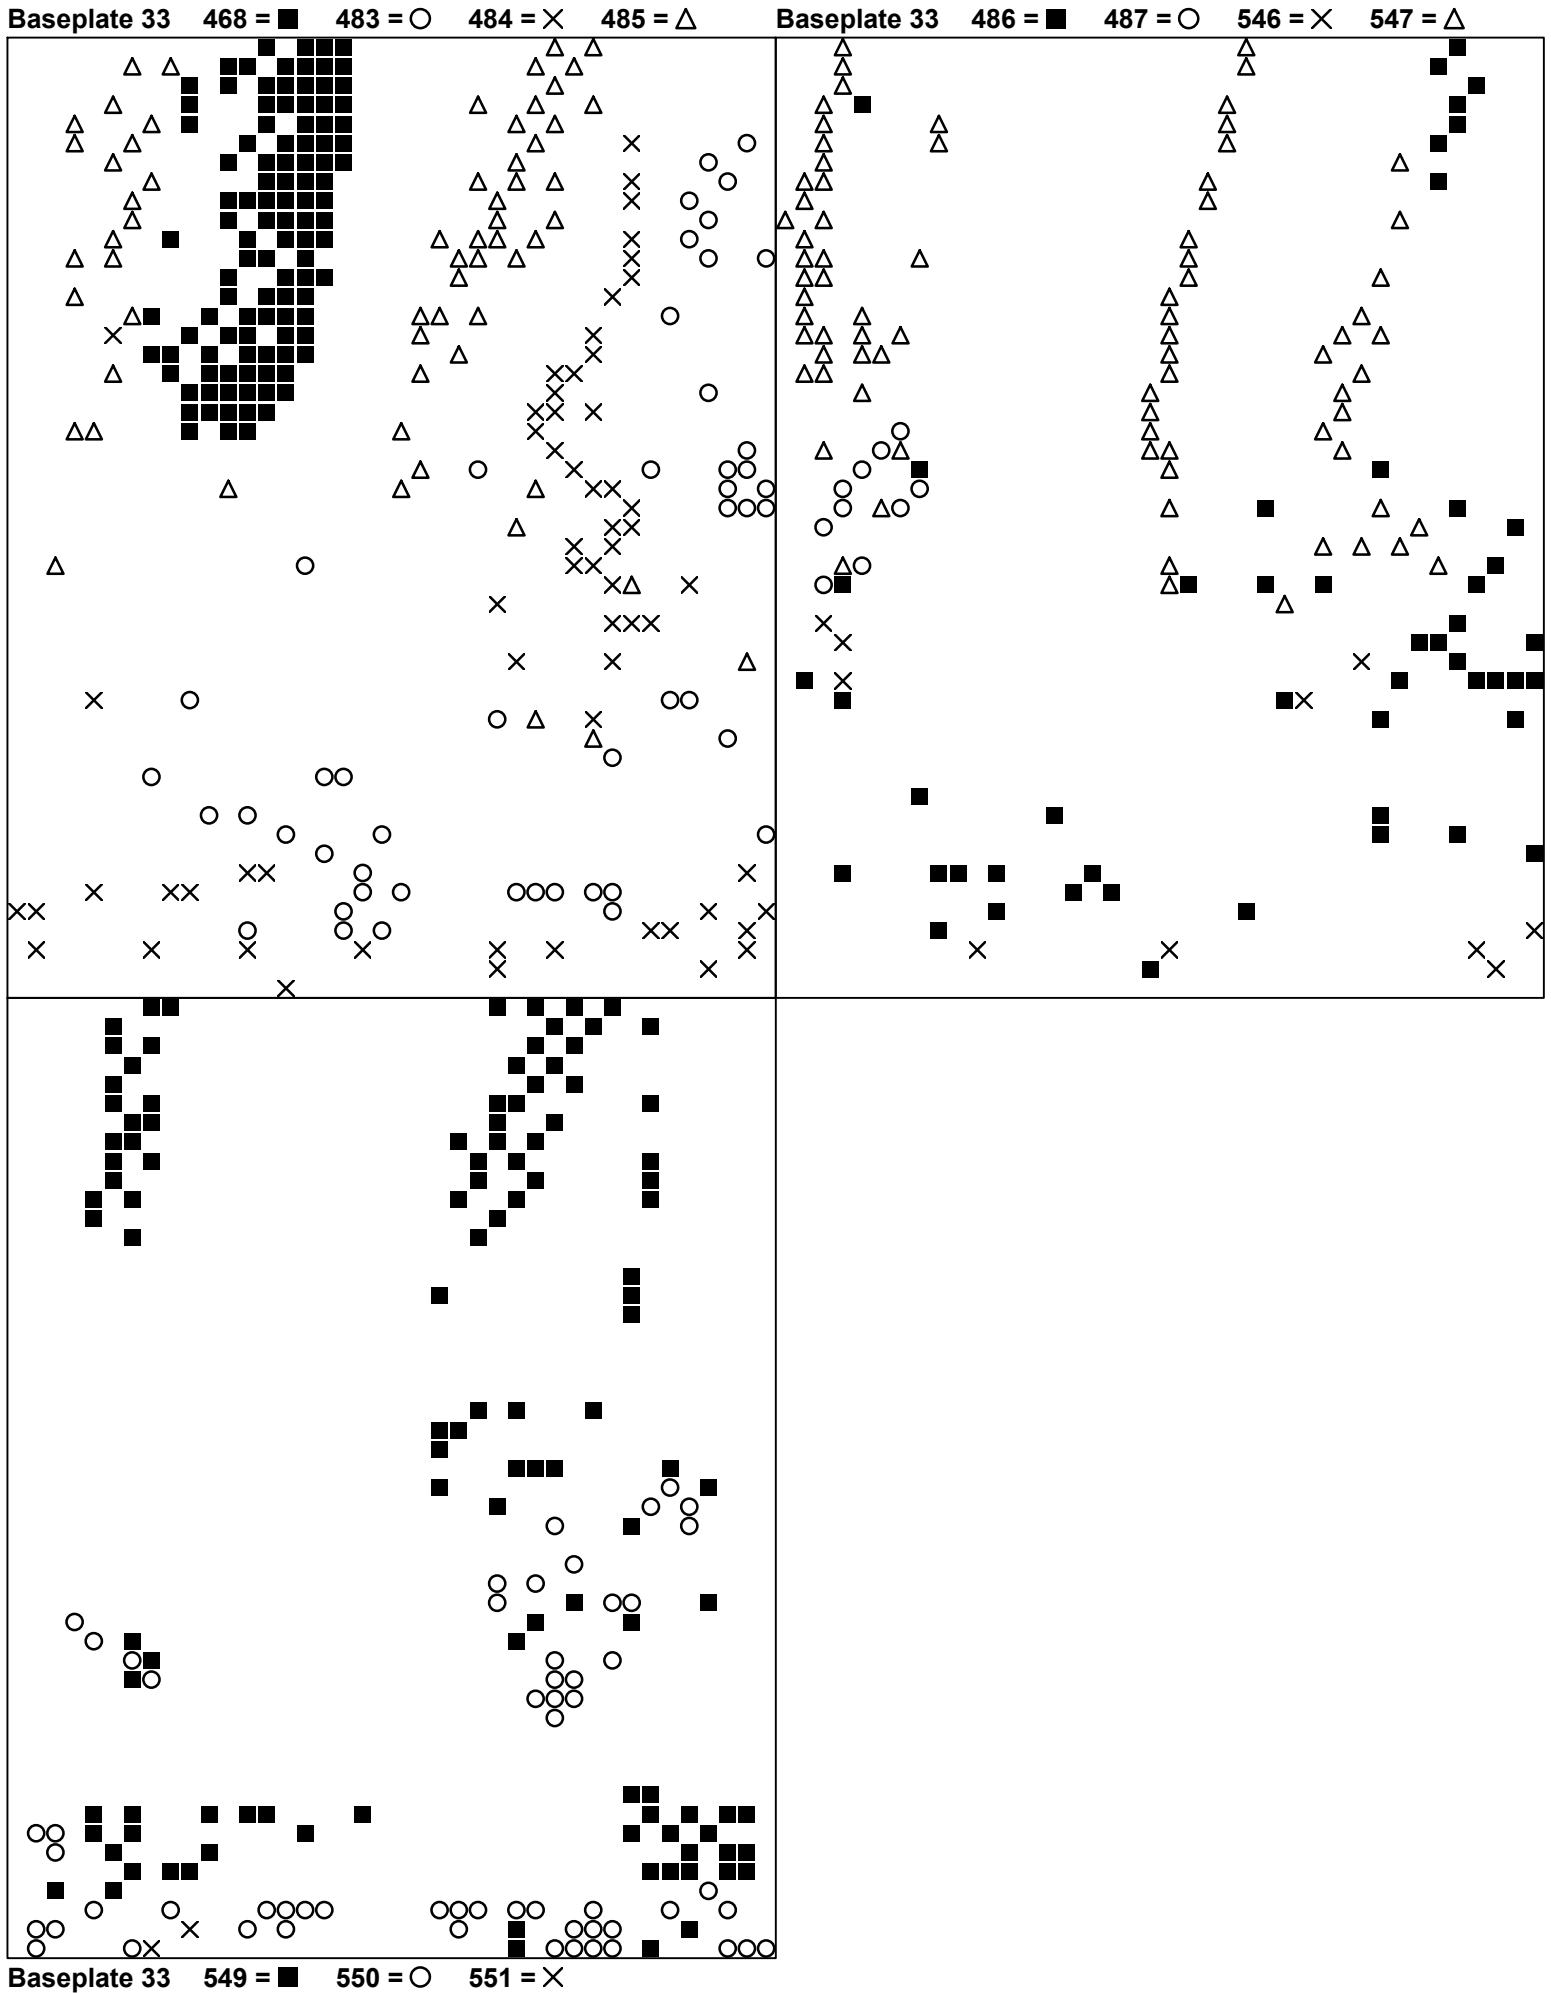 Baseplate 33 468 = ■ 483 = ○ 484 = × 485 = △
Baseplate 33 486 = ■ 487 = ○ 546 = × 547 = △
Baseplate 33 549 = ■ 550 = ○ 551 = ×